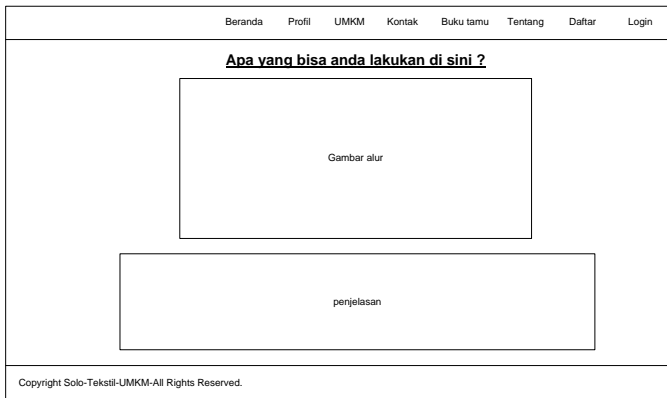 Beranda Profil UMKM Kontak Buku tamu Tentang Daftar Login
Apa yang bisa anda lakukan di sini ?
Gambar alur
penjelasan
Copyright Solo-Tekstil-UMKM-All Rights Reserved.